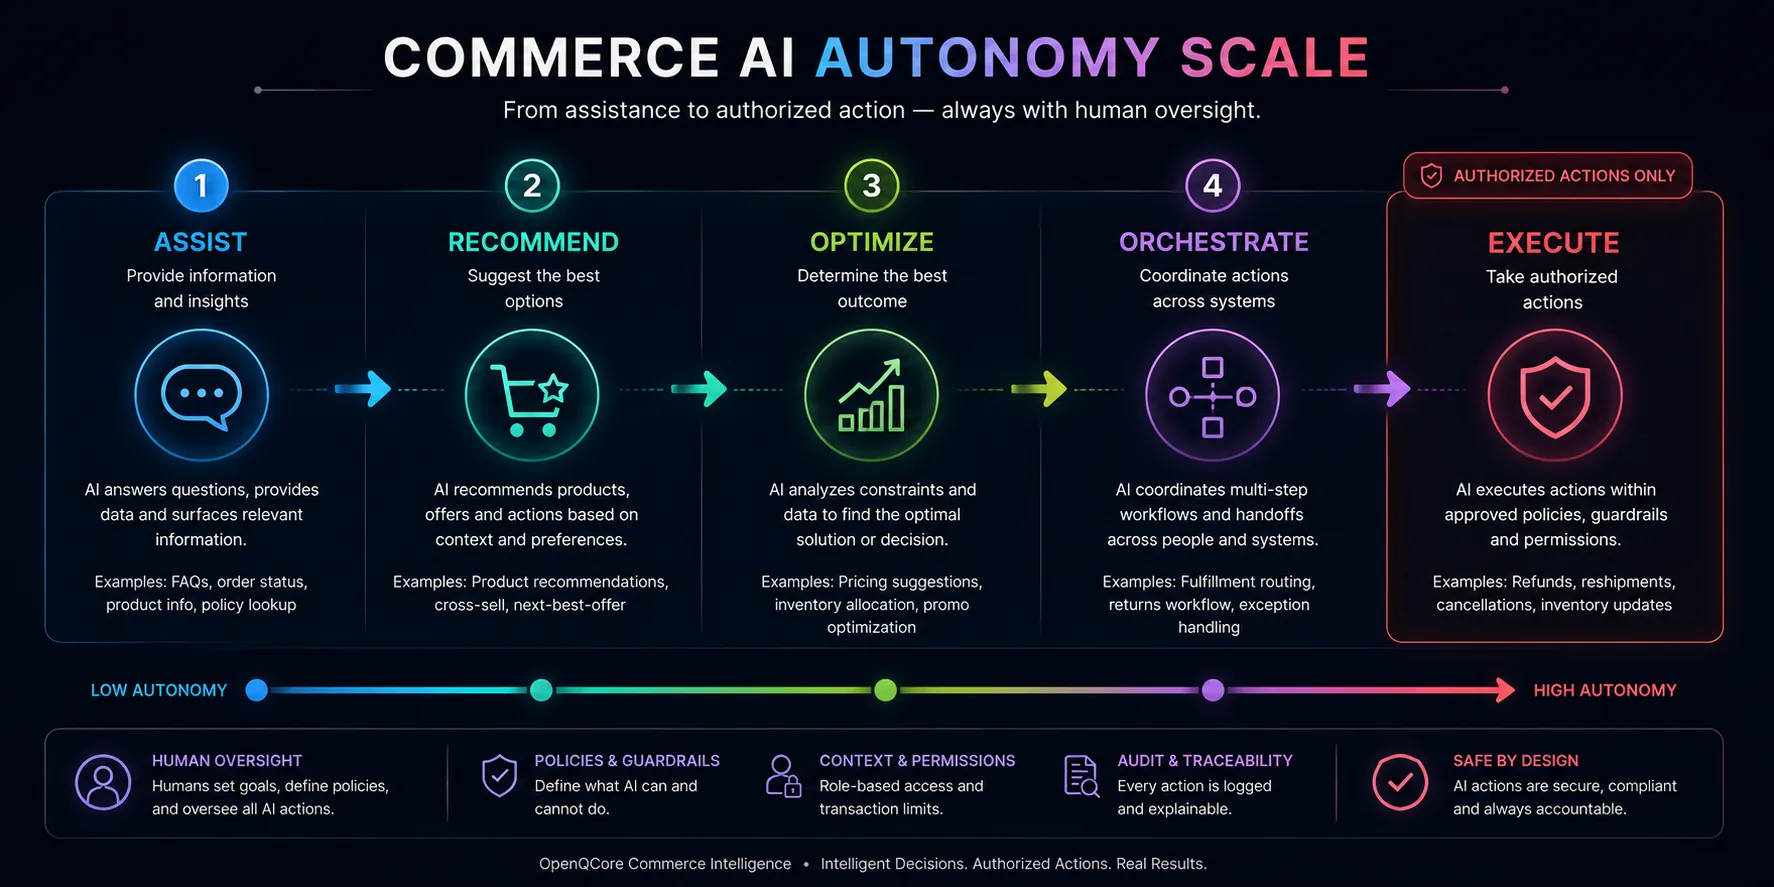 COMMERCE AI AUTONOMY SCALE
From assistance to authorized action — always with human oversight.
1
ASSIST
Provide information
and insights
AI answers questions, provides
data and surfaces relevant
information.
Examples: FAQs, order status,
product info, policy lookup
2
RECOMMEND
Suggest the best
options
AI recommends products,
offers and actions based on
context and preferences.
Examples: Product recommendations,
cross-sell, next-best-offer
3
OPTIMIZE
Determine the best
outcome
AI analyzes constraints and
data to find the optimal
solution or decision.
Examples: Pricing suggestions,
inventory allocation, promo
optimization
4
ORCHESTRATE
Coordinate actions
across systems
AI coordinates multi-step
workflows and handoffs
across people and systems.
Examples: Fulfillment routing,
returns workflow, exception
handling
AUTHORIZED ACTIONS ONLY
EXECUTE
Take authorized
actions
AI executes actions within
approved policies, guardrails
and permissions.
Examples: Refunds, reshipments,
cancellations, inventory updates
LOW AUTONOMY
HIGH AUTONOMY
HUMAN OVERSIGHT
Humans set goals, define policies,
and oversee all AI actions.
POLICIES & GUARDRAILS
Define what AI can and
cannot do.
CONTEXT & PERMISSIONS
Role-based access and
transaction limits.
AUDIT & TRACEABILITY
Every action is logged
and explainable.
SAFE BY DESIGN
AI actions are secure, compliant
and always accountable.
OpenQCore Commerce Intelligence • Intelligent Decisions. Authorized Actions. Real Results.